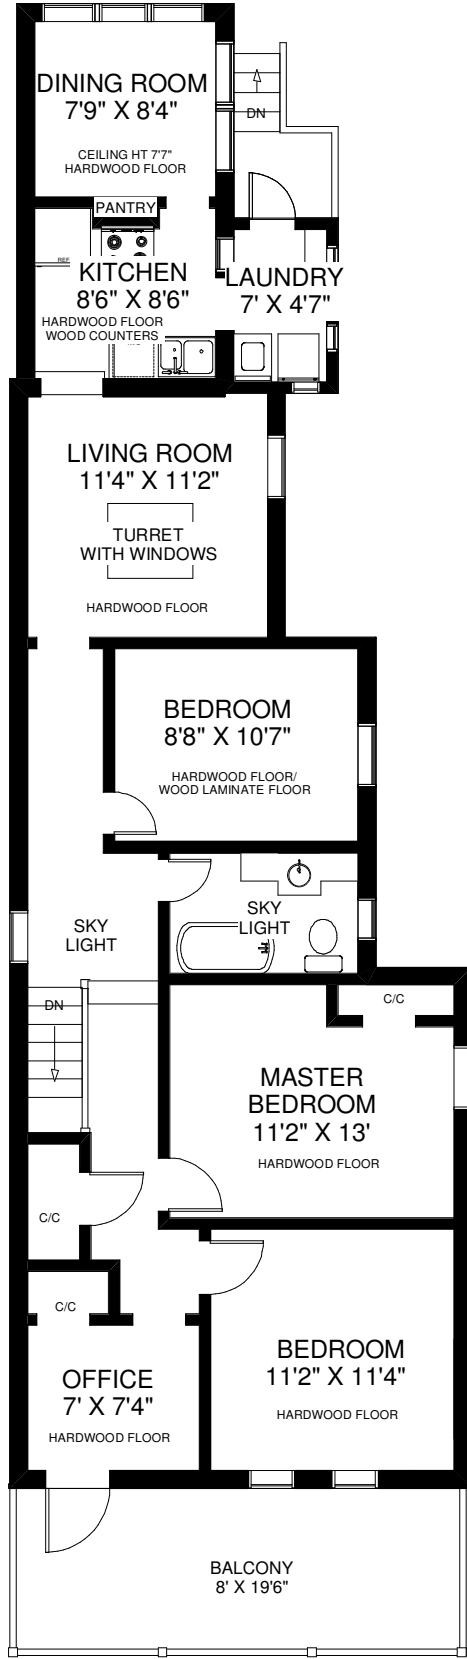 DINING ROOM
7'9" X 8'4"
DN
CEILING HT 7'7"
HARDWOOD FLOOR
PANTRY
REF.
KITCHEN
8'6" X 8'6"
HARDWOOD FLOOR
WOOD COUNTERS
LAUNDRY
7' X 4'7"
LIVING ROOM
11'4" X 11'2"
TURRET
WITH WINDOWS
HARDWOOD FLOOR
BEDROOM
8'8" X 10'7"
HARDWOOD FLOOR/
WOOD LAMINATE FLOOR
SKY
LIGHT
SKY
LIGHT
DN
C/C
MASTER
BEDROOM
11'2" X 13'
HARDWOOD FLOOR
C/C
C/C
OFFICE
7' X 7'4"
HARDWOOD FLOOR
BEDROOM
11'2" X 11'4"
HARDWOOD FLOOR
BALCONY
8' X 19'6"